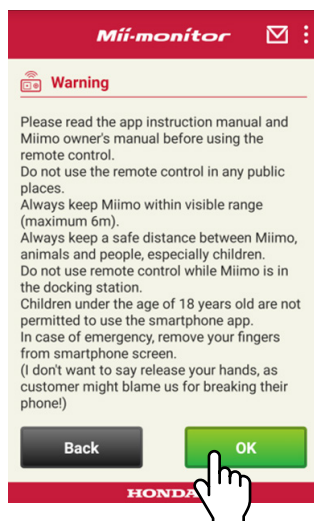 Mii-monitor
Warning
Please read the app instruction manual and
Miimo owner's manual before using the
remote control.
Do not use the remote control in any public
places.
Always keep Miimo within visible range
(maximum 6m).
Always keep a safe distance between Miimo,
animals and people, especially children.
Do not use remote control while Miimo is in
the docking station.
Children under the age of 18 years old are not
permitted to use the smartphone app.
In case of emergency, remove your fingers
from smartphone screen.
(I don't want to say release your hands, as
customer might blame us for breaking their
phone!)
Back OK
HONDA